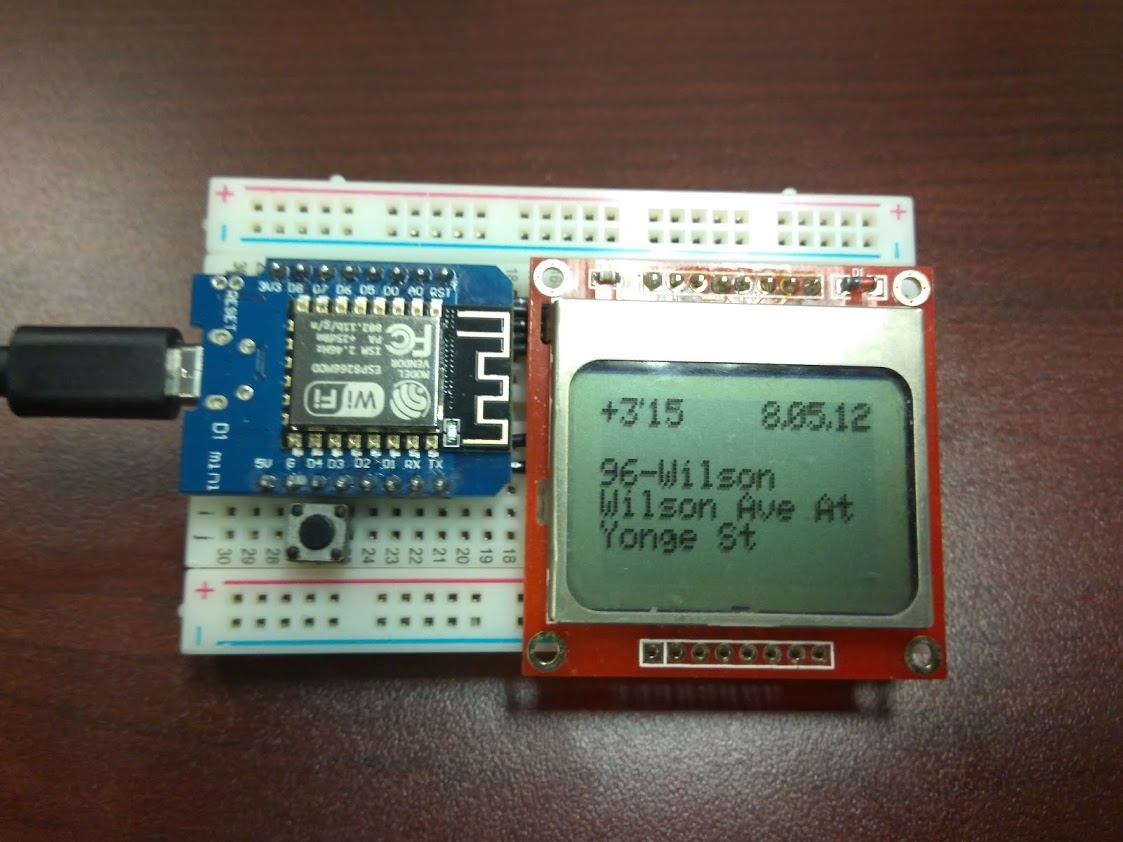 + +
3V3 D8 D7 D6 D5 D0 A0 RST
RESET
D1 mini
MODEL
VENDOR
ESP8266MOD
ISM 2.4GHz
PA +25dBm
802.11b/g/n
FC
WiFi
5V G D4 D3 D2 D1 RX TX
D1
+3'15 8,05,12
96-Wilson
Wilson Ave At
Yonge St
j
30 29 28 24 23 22 21 20 19 18
+